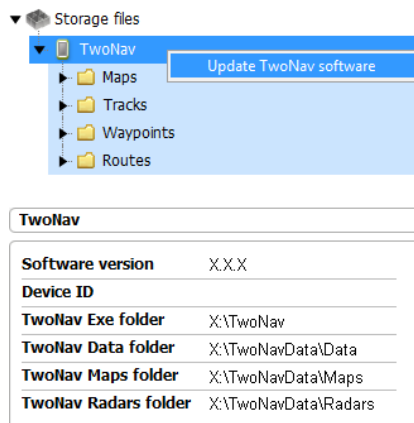 Storage files
TwoNav
Update TwoNav software
Maps
Tracks
Waypoints
Routes
TwoNav
Software version X.X.X
Device ID
TwoNav Exe folder X:\TwoNav
TwoNav Data folder X:\TwoNavData\Data
TwoNav Maps folder X:\TwoNavData\Maps
TwoNav Radars folder X:\TwoNavData\Radars